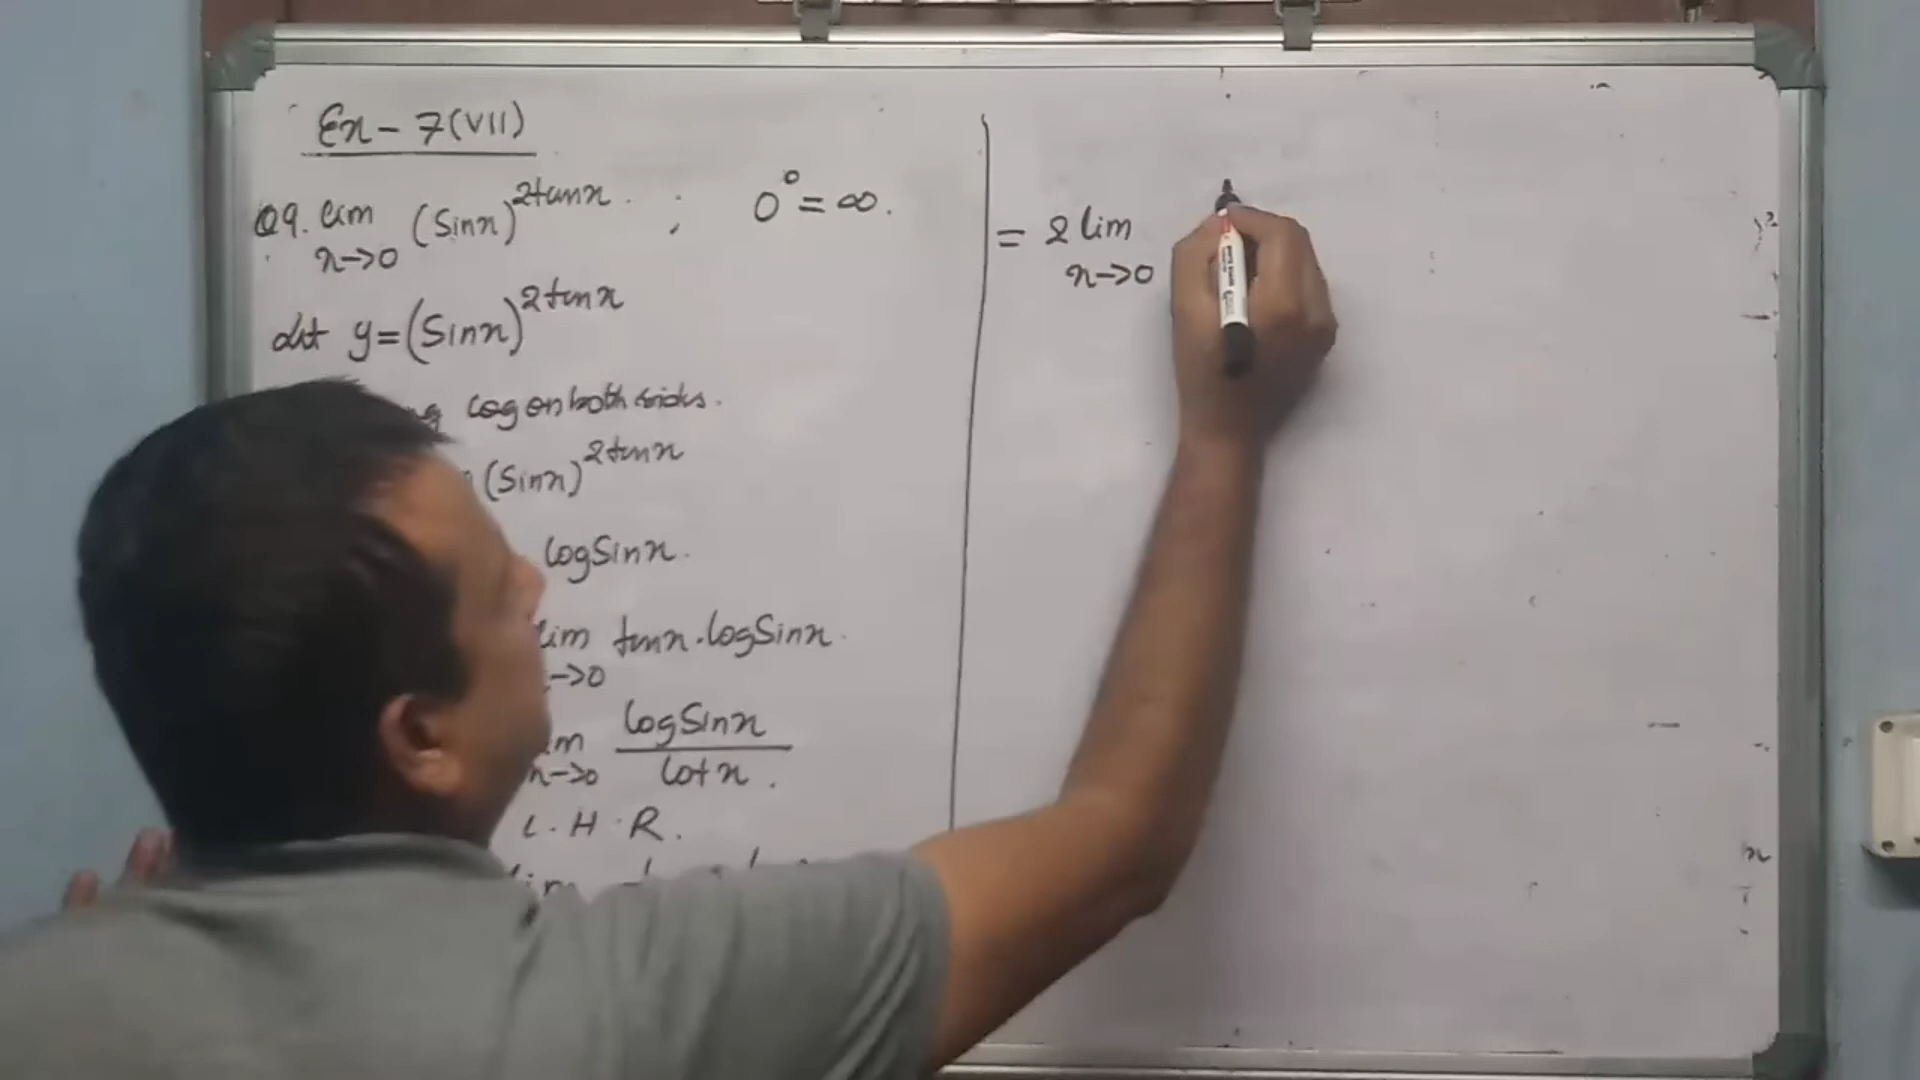 Ex - 7(VII)
Q9. lim (Sinx)^2tanx ; 0^0 = ∞.
x→0
Let y = (Sinx)^2tanx
log on both sides.
(Sinx)^2tanx
logSinx.
lim tanx.logSinx.
→0
logSinx
x→0 cotx.
L.H.R.
= 2 lim
x→0